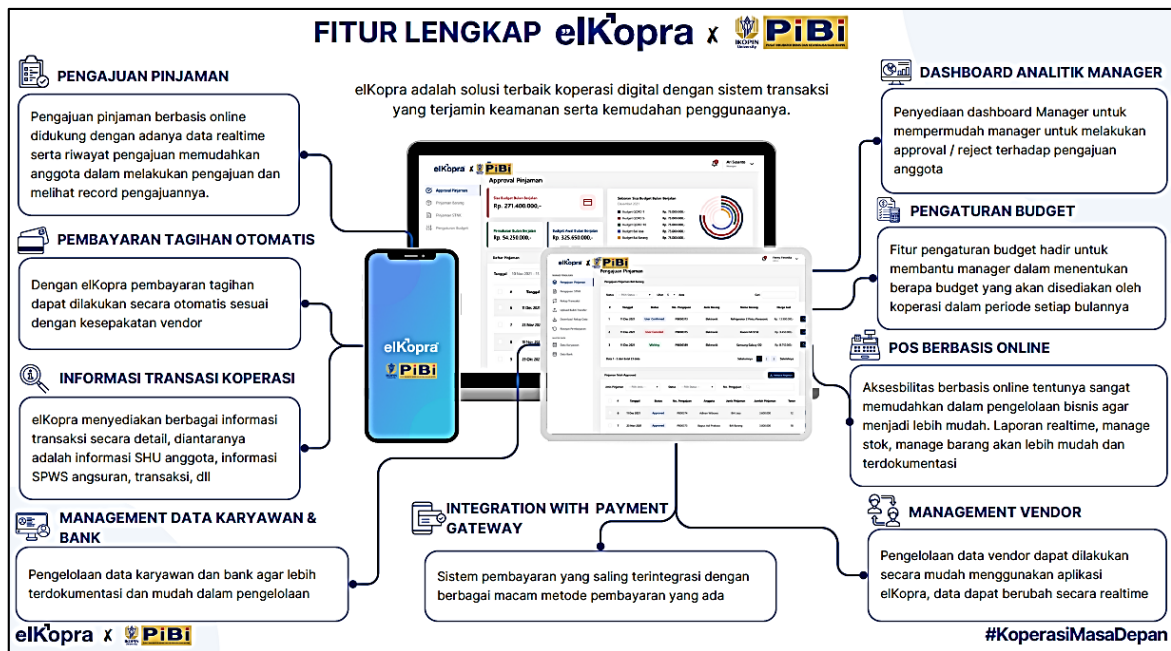 FITUR LENGKAP elKopra x IKOPIN University PiBi
elKopra adalah solusi terbaik koperasi digital dengan sistem transaksi
yang terjamin keamanan serta kemudahan penggunaanya.
PENGAJUAN PINJAMAN
Pengajuan pinjaman berbasis online
didukung dengan adanya data realtime
serta riwayat pengajuan memudahkan
anggota dalam melakukan pengajuan dan
melihat record pengajuannya.
PEMBAYARAN TAGIHAN OTOMATIS
Dengan elKopra pembayaran tagihan
dapat dilakukan secara otomatis sesuai
dengan kesepakatan vendor
INFORMASI TRANSASI KOPERASI
elKopra menyediakan berbagai informasi
transaksi secara detail, diantaranya
adalah informasi SHU anggota, informasi
SPWS angsuran, transaksi, dll
MANAGEMENT DATA KARYAWAN &
BANK
Pengelolaan data karyawan dan bank agar lebih
terdokumentasi dan mudah dalam pengelolaan
elKopra x PiBi
Approval Pinjaman
Rp. 271.400.000,-
Rp. 54.250.000,-
Rp. 325.650.000,-
elKopra x PiBi
Pengajuan Pinjaman
elKopra
PiBi
INTEGRATION WITH PAYMENT
GATEWAY
Sistem pembayaran yang saling terintegrasi dengan
berbagai macam metode pembayaran yang ada
DASHBOARD ANALITIK MANAGER
Penyediaan dashboard Manager untuk
mempermudah manager untuk melakukan
approval / reject terhadap pengajuan
anggota
PENGATURAN BUDGET
Fitur pengaturan budget hadir untuk
membantu manager dalam menentukan
berapa budget yang akan disediakan oleh
koperasi dalam periode setiap bulannya
POS BERBASIS ONLINE
Aksesbilitas berbasis online tentunya sangat
memudahkan dalam pengelolaan bisnis agar
menjadi lebih mudah. Laporan realtime, manage
stok, manage barang akan lebih mudah dan
terdokumentasi
MANAGEMENT VENDOR
Pengelolaan data vendor dapat dilakukan
secara mudah menggunakan aplikasi
elKopra, data dapat berubah secara realtime
elKopra x PiBi
#KoperasiMasaDepan